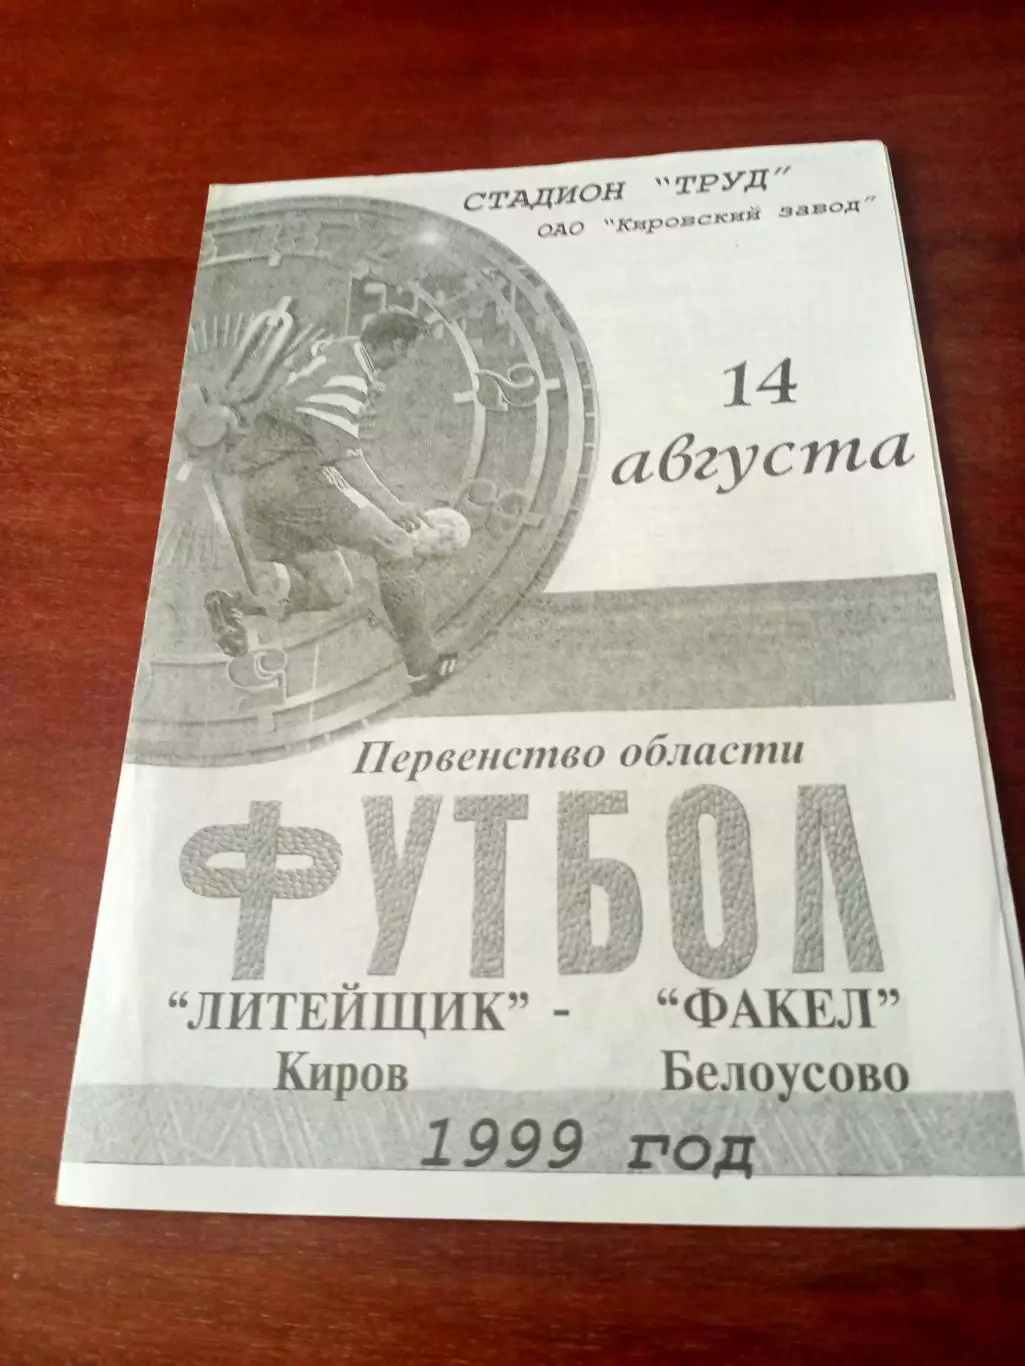 СТАДИОН "ТРУД"
ОАО "Кировский завод"
14
августа
Первенство области
ФУТБОЛ
"ЛИТЕЙЩИК" - "ФАКЕЛ"
Киров Белоусово
1999 год